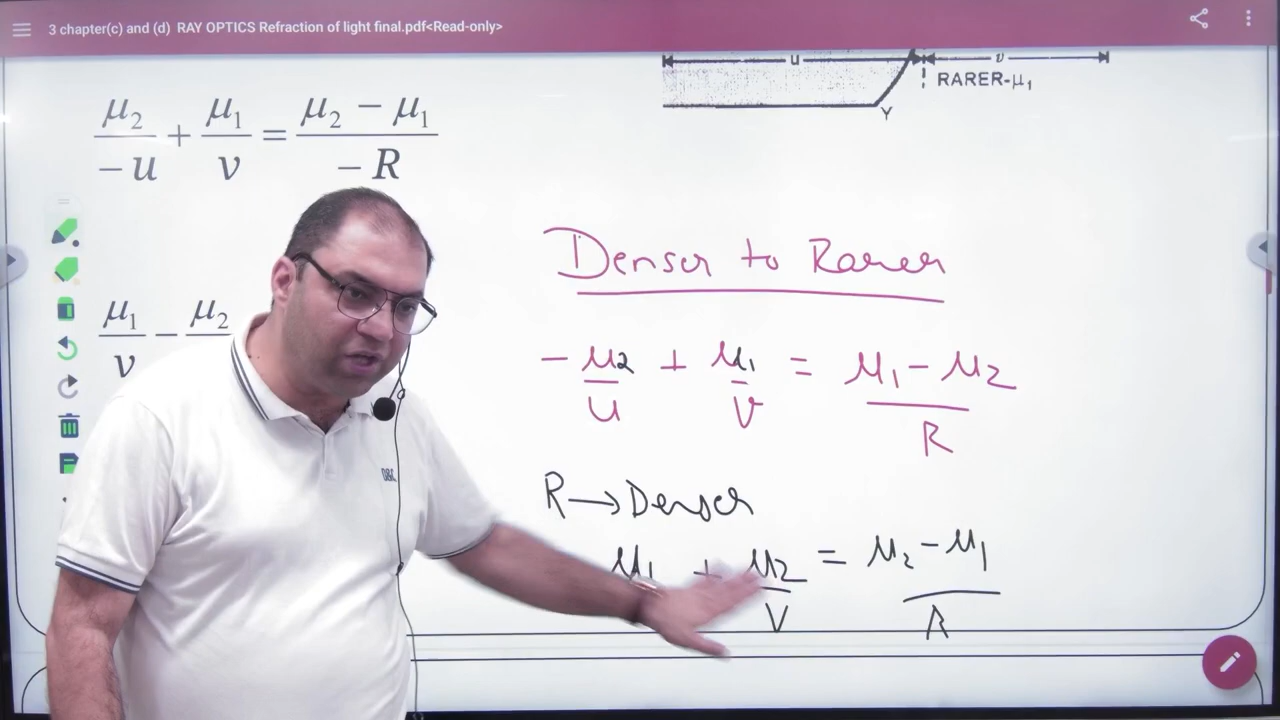 3 chapter(c) and (d) RAY OPTICS Refraction of light final.pdf<Read-only>
u v
RARER-μ₁
Y
μ₂/-u + μ₁/v = (μ₂ - μ₁)/-R
Denser to Rarer
μ₁/v - μ₂
- μ₂/u + μ₁/v = (μ₁ - μ₂)/R
R → Denser
μ₁ + μ₂/v = (μ₂ - μ₁)/R